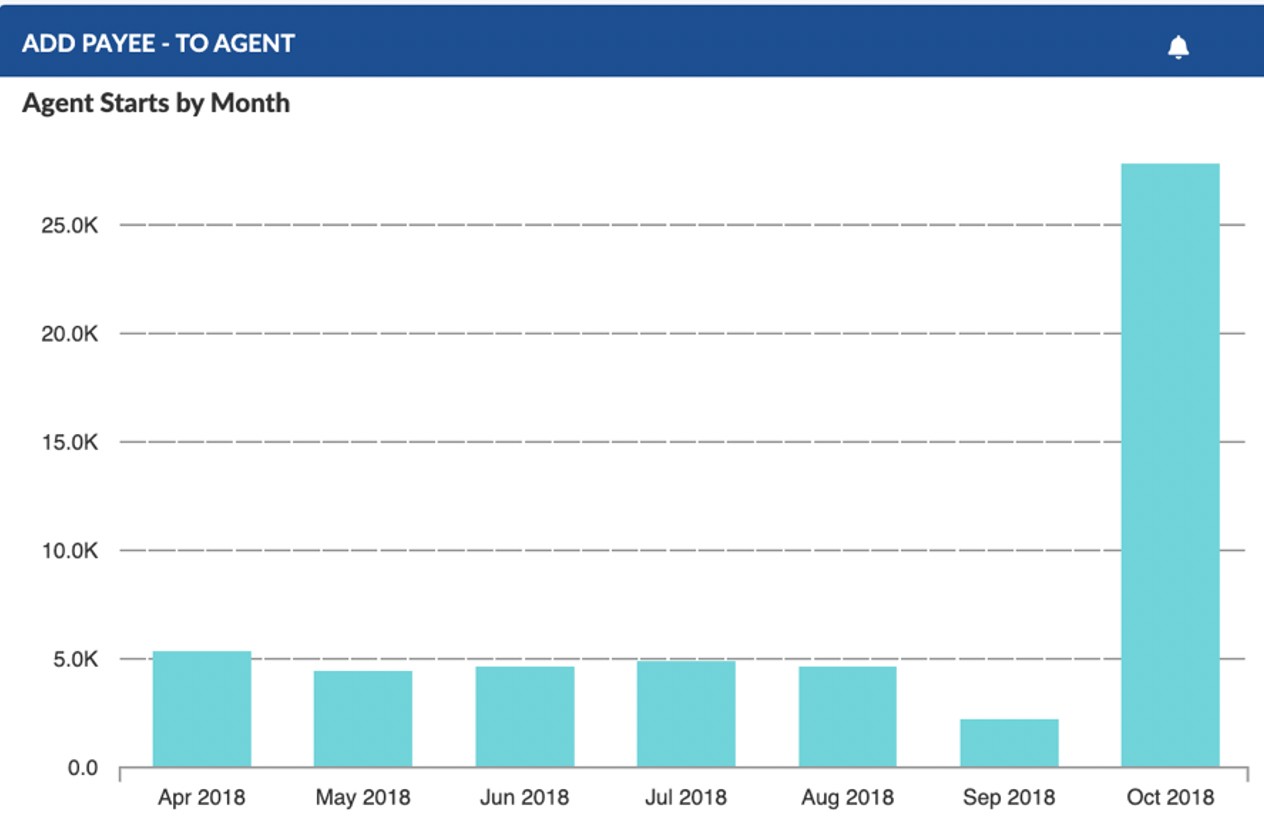 ADD PAYEE - TO AGENT
Agent Starts by Month
25.0K
20.0K
15.0K
10.0K
5.0K
0.0
Apr 2018 May 2018 Jun 2018 Jul 2018 Aug 2018 Sep 2018 Oct 2018